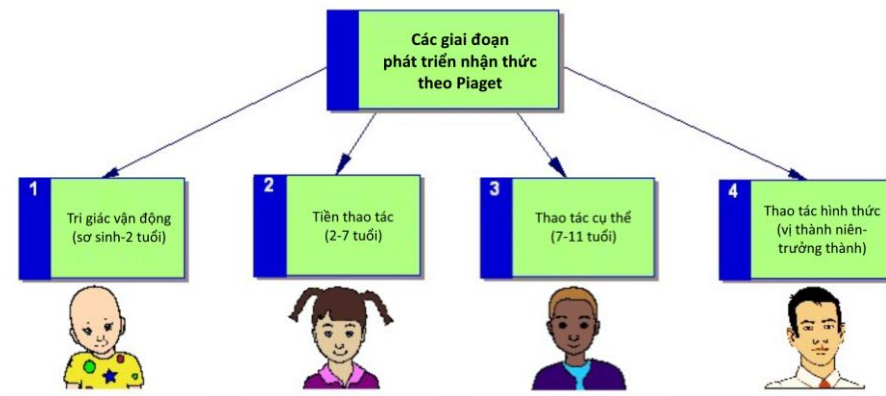 Các giai đoạn
phát triển nhận thức
theo Piaget
1
Tri giác vận động
(sơ sinh-2 tuổi)
2
Tiền thao tác
(2-7 tuổi)
3
Thao tác cụ thể
(7-11 tuổi)
4
Thao tác hình thức
(vị thành niên-
trưởng thành)